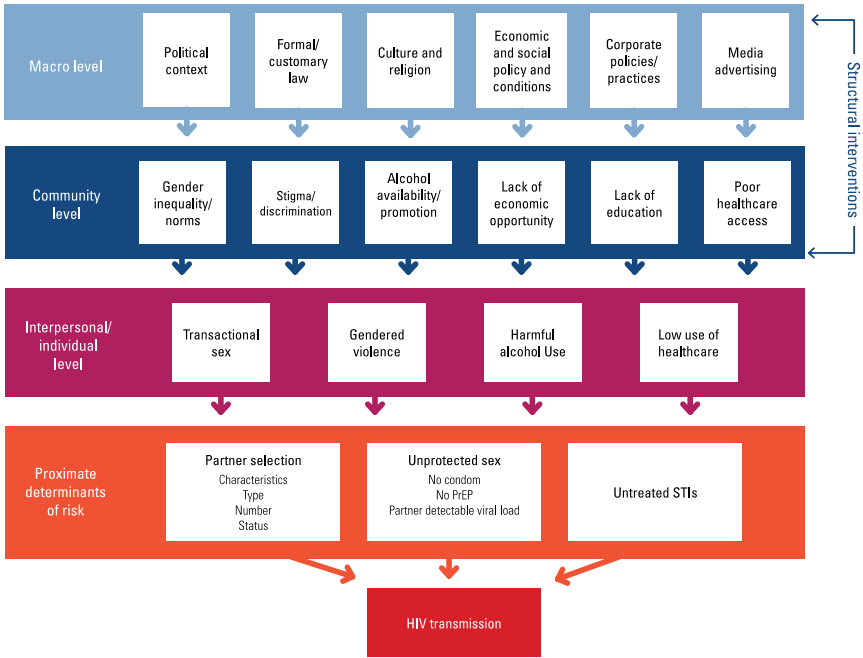 Macro level
Political
context
Formal/
customary
law
Culture and
religion
Economic
and social
policy and
conditions
Corporate
policies/
practices
Media
advertising
Structural interventions
Community
level
Gender
inequality/
norms
Stigma/
discrimination
Alcohol
availability/
promotion
Lack of
economic
opportunity
Lack of
education
Poor
healthcare
access
Interpersonal/
individual
level
Transactional
sex
Gendered
violence
Harmful
alcohol Use
Low use of
healthcare
Proximate
determinants
of risk
Partner selection
Characteristics
Type
Number
Status
Unprotected sex
No condom
No PrEP
Partner detectable viral load
Untreated STIs
HIV transmission